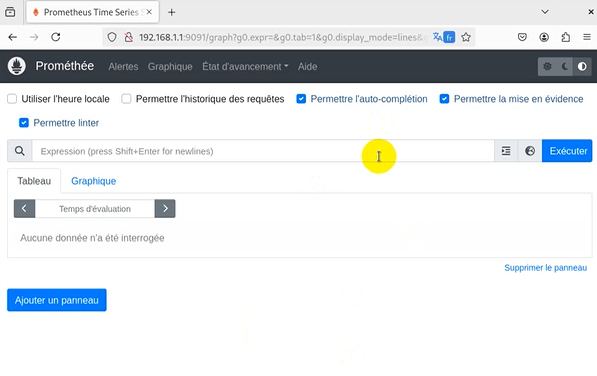 Prometheus Time Series S
192.168.1.1:9091/graph?g0.expr=&g0.tab=1&g0.display_mode=lines&
fr
Prométhée Alertes Graphique État d'avancement Aide
Utiliser l'heure locale Permettre l'historique des requêtes Permettre l'auto-complétion Permettre la mise en évidence
Permettre linter
Expression (press Shift+Enter for newlines) Exécuter
Tableau Graphique
Temps d'évaluation
Aucune donnée n'a été interrogée
Supprimer le panneau
Ajouter un panneau